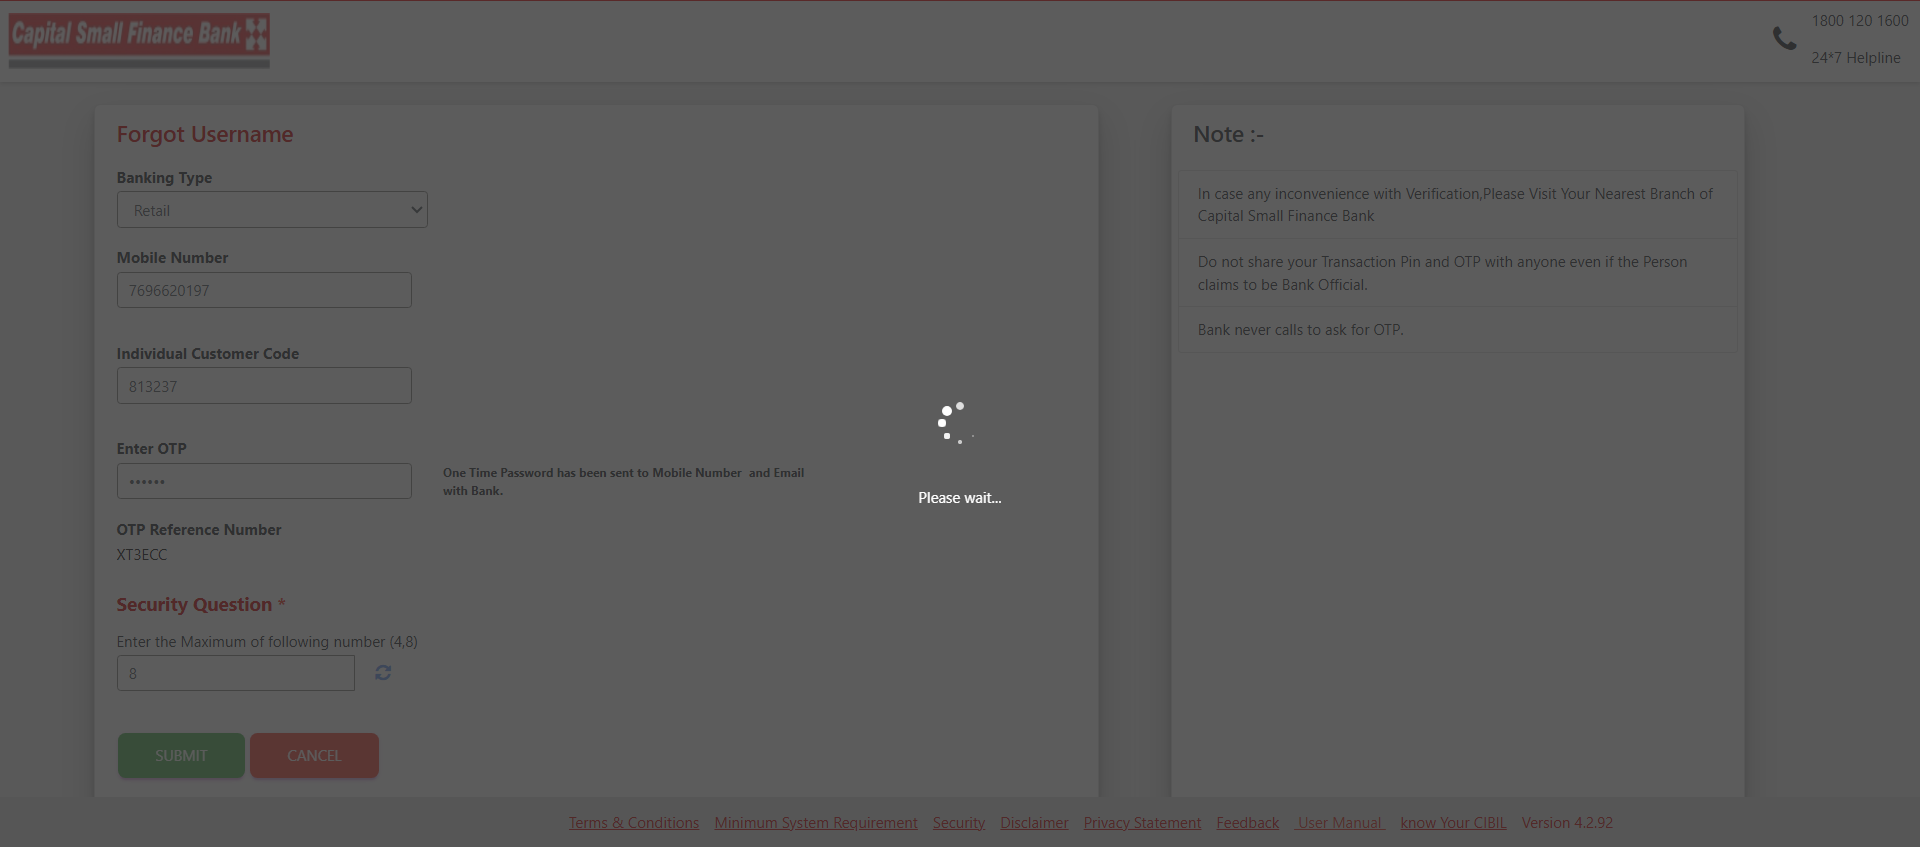 Capital Small Finance Bank
1800 120 1600
24*7 Helpline
Forgot Username
Banking Type
Retail
Mobile Number
7696620197
Individual Customer Code
813237
Enter OTP
••••••
One Time Password has been sent to Mobile Number  and Email
with Bank.
OTP Reference Number
XT3ECC
Security Question *
Enter the Maximum of following number (4,8)
8
SUBMIT
CANCEL
Note :-
In case any inconvenience with Verification,Please Visit Your Nearest Branch of
Capital Small Finance Bank
Do not share your Transaction Pin and OTP with anyone even if the Person
claims to be Bank Official.
Bank never calls to ask for OTP.
Please wait...
Terms & Conditions Minimum System Requirement Security Disclaimer Privacy Statement Feedback User Manual know Your CIBIL Version 4.2.92